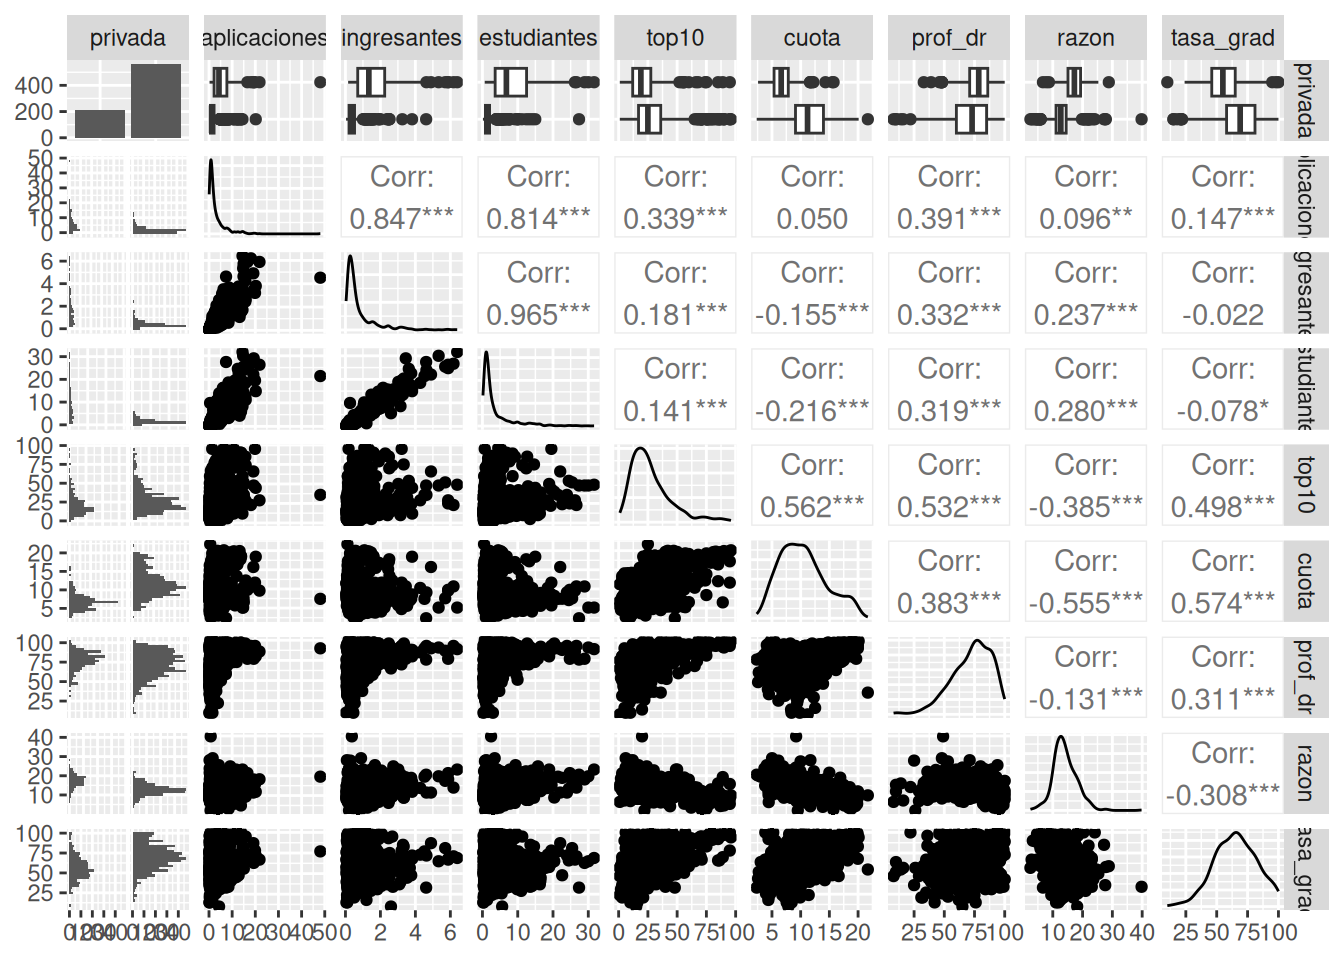 privada aplicaciones ingresantes estudiantes top10 cuota prof_dr razon tasa_grad
400
200
0
privada
50
40
30
20
10
0
Corr: Corr: Corr: Corr: Corr: Corr: Corr:
0.847*** 0.814*** 0.339*** 0.050 0.391*** 0.096** 0.147***
plicacion
6
4
2
0
Corr: Corr: Corr: Corr: Corr: Corr:
0.965*** 0.181*** -0.155*** 0.332*** 0.237*** -0.022
gresante
30
20
10
0
Corr: Corr: Corr: Corr: Corr:
0.141*** -0.216*** 0.319*** 0.280*** -0.078*
studiante
100
75
50
25
0
Corr: Corr: Corr: Corr:
0.562*** 0.532*** -0.385*** 0.498***
top10
20
15
10
5
Corr: Corr: Corr:
0.383*** -0.555*** 0.574***
cuota
100
75
50
25
Corr: Corr:
-0.131*** 0.311***
prof_dr
40
30
20
10
Corr:
-0.308***
razon
100
75
50
25
asa_grad
0 10 20 30 40 50 0 2 4 6 0 10 20 30 0 25 50 75 100 5 10 15 20 25 50 75 100 10 20 30 40 25 50 75 100